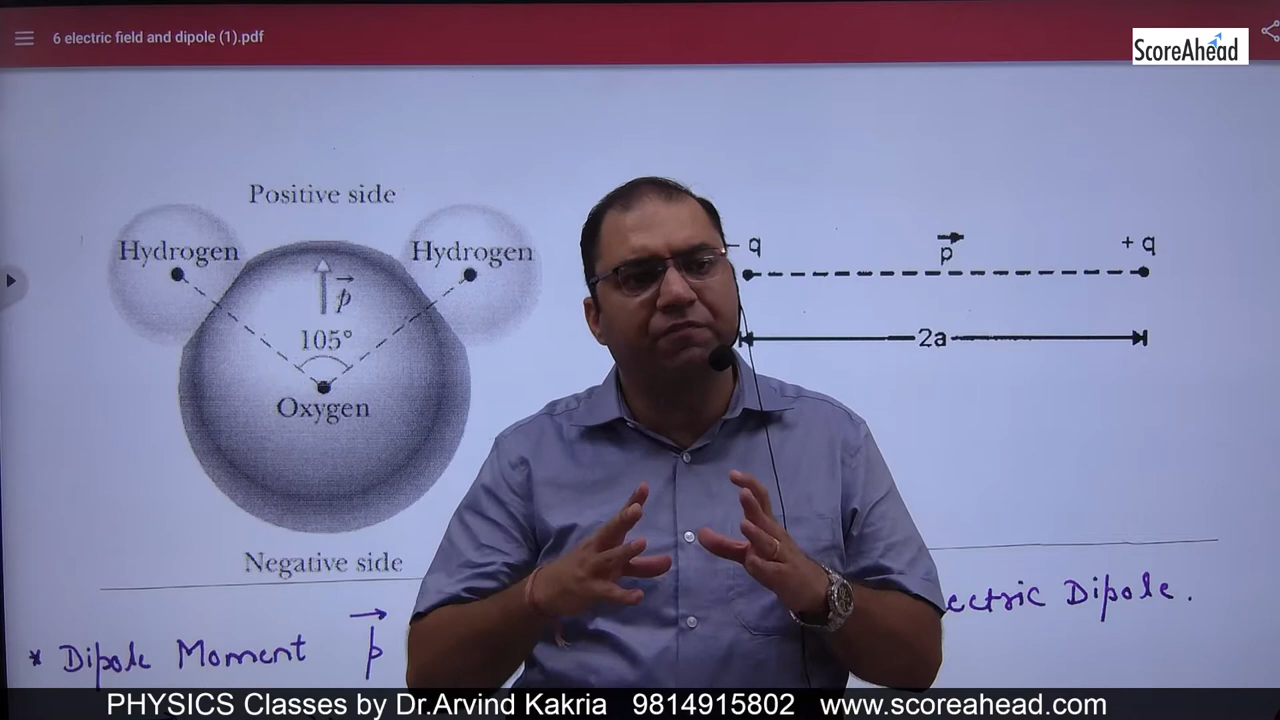 6 electric field and dipole (1).pdf
ScoreAhead
Positive side
Hydrogen
Hydrogen
p
105°
Oxygen
Negative side
- q
p
+ q
2a
ectric Dipole.
* Dipole Moment p
PHYSICS Classes by Dr.Arvind Kakria 9814915802 www.scoreahead.com